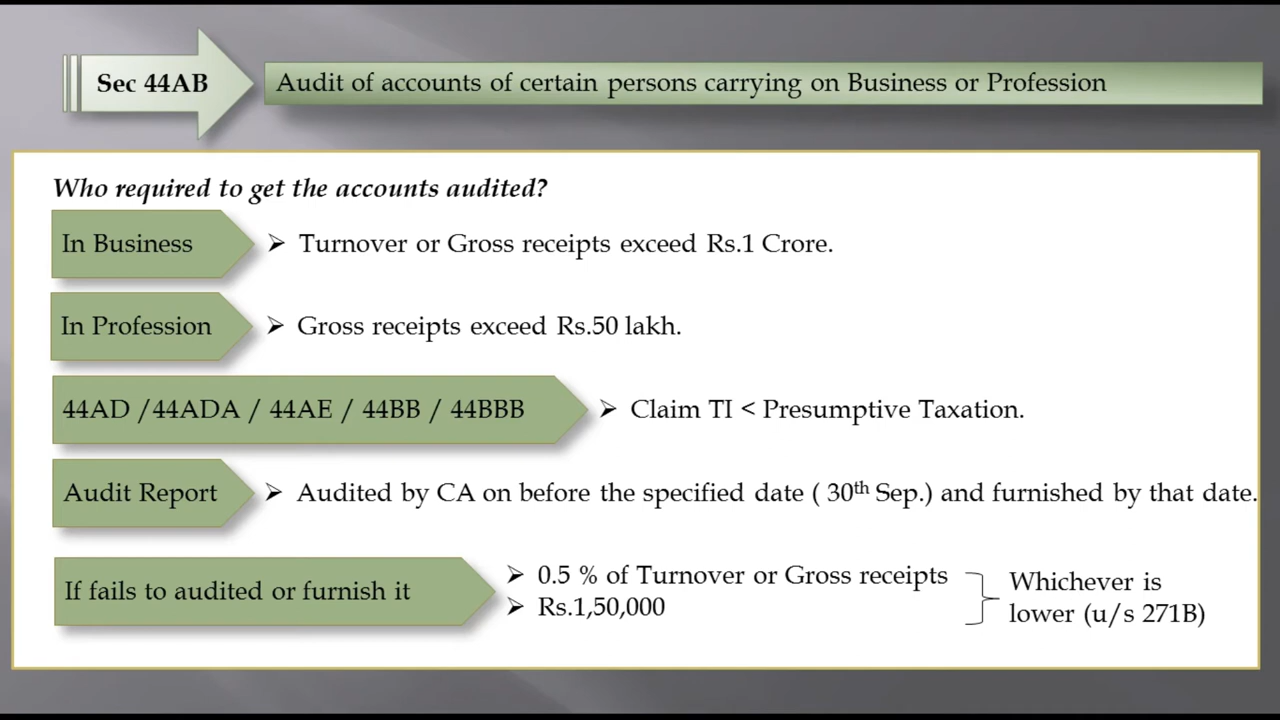 Sec 44AB
Audit of accounts of certain persons carrying on Business or Profession
Who required to get the accounts audited?
In Business
➢ Turnover or Gross receipts exceed Rs.1 Crore.
In Profession
➢ Gross receipts exceed Rs.50 lakh.
44AD /44ADA / 44AE / 44BB / 44BBB
➢ Claim TI < Presumptive Taxation.
Audit Report
➢ Audited by CA on before the specified date ( 30th Sep.) and furnished by that date.
If fails to audited or furnish it
➢ 0.5 % of Turnover or Gross receipts
➢ Rs.1,50,000
Whichever is
lower (u/s 271B)